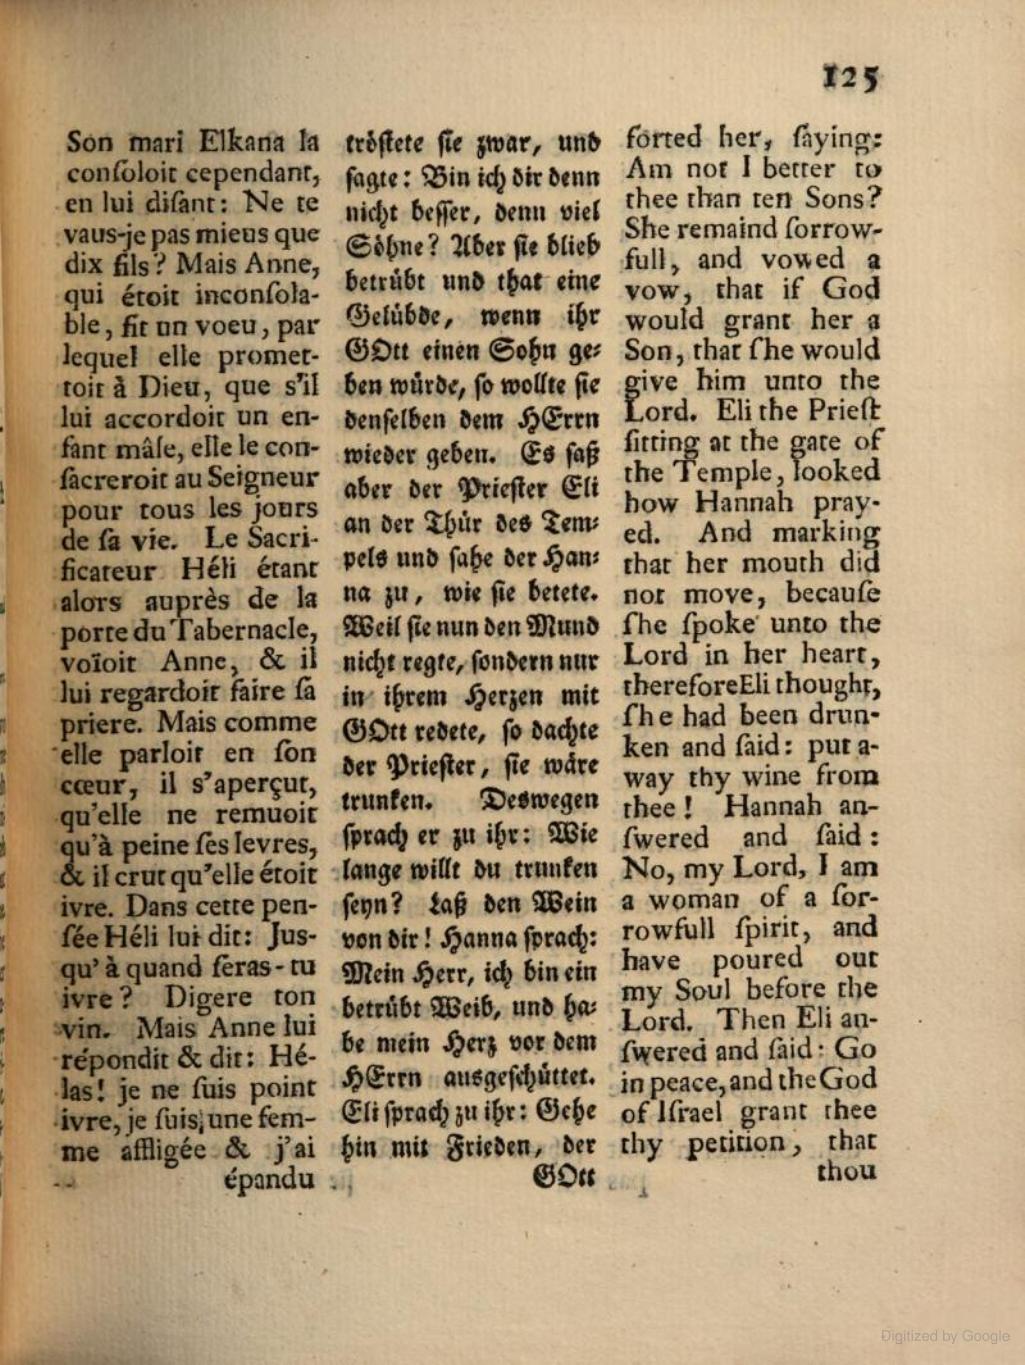 125
Son mari Elkana la
conſoloit cependant,
en lui diſant: Ne te
vaus-je pas mieus que
dix fils? Mais Anne,
qui étoit inconſola-
ble, fit un voeu, par
lequel elle promet-
toit à Dieu, que s'il
lui accordoit un en-
fant mâle, elle le con-
ſacreroit au Seigneur
pour tous les jours
de ſa vie. Le Sacri-
ficateur Héli étant
alors auprès de la
porte du Tabernacle,
voïoit Anne, & il
lui regardoit faire ſa
priere. Mais comme
elle parloit en ſon
cœur, il s'aperçut,
qu'elle ne remuoit
qu'à peine ſes levres,
& il crut qu'elle étoit
ivre. Dans cette pen-
ſée Héli lui dit: Jus-
qu' à quand ſeras-tu
ivre? Digere ton
vin. Mais Anne lui
répondit & dit: Hé-
las! je ne ſuis point
ivre, je ſuis une fem-
me affligée & j'ai
épandu
tröſtete ſie zwar, und
ſagte: Bin ich dir denn
nicht beſſer, denn viel
Söhne? Aber ſie blieb
betrübt und that eine
Gelübde, wenn ihr
GOtt einen Sohn ge⸗
ben würde, ſo wollte ſie
denſelben dem HErrn
wieder geben. Es ſaß
aber der Prieſter Eli
an der Thür des Tem⸗
pels und ſahe der Han⸗
na zu, wie ſie betete.
Weil ſie nun den Mund
nicht regte, ſondern nur
in ihrem Herzen mit
GOtt redete, ſo dachte
der Prieſter, ſie wäre
trunken. Deswegen
ſprach er zu ihr: Wie
lange willt du trunken
ſeyn? Laß den Wein
von dir! Hanna ſprach:
Mein Herr, ich bin ein
betrübt Weib, und ha⸗
be mein Herz vor dem
HErrn ausgeſchüttet.
Eli ſprach zu ihr: Gehe
hin mit Frieden, der
GOtt
forted her, ſaying:
Am not I better to
thee than ten Sons?
She remaind ſorrow-
full, and vowed a
vow, that if God
would grant her a
Son, that ſhe would
give him unto the
Lord. Eli the Prieſt
ſitting at the gate of
the Temple, looked
how Hannah pray-
ed. And marking
that her mouth did
not move, becauſe
ſhe ſpoke unto the
Lord in her heart,
therefore Eli thought,
ſhe had been drun-
ken and ſaid: put a-
way thy wine from
thee! Hannah an-
ſwered and ſaid:
No, my Lord, I am
a woman of a ſor-
rowfull ſpirit, and
have poured out
my Soul before the
Lord. Then Eli an-
ſwered and ſaid: Go
in peace, and the God
of Iſrael grant thee
thy petition, that
thou
Digitized by Google